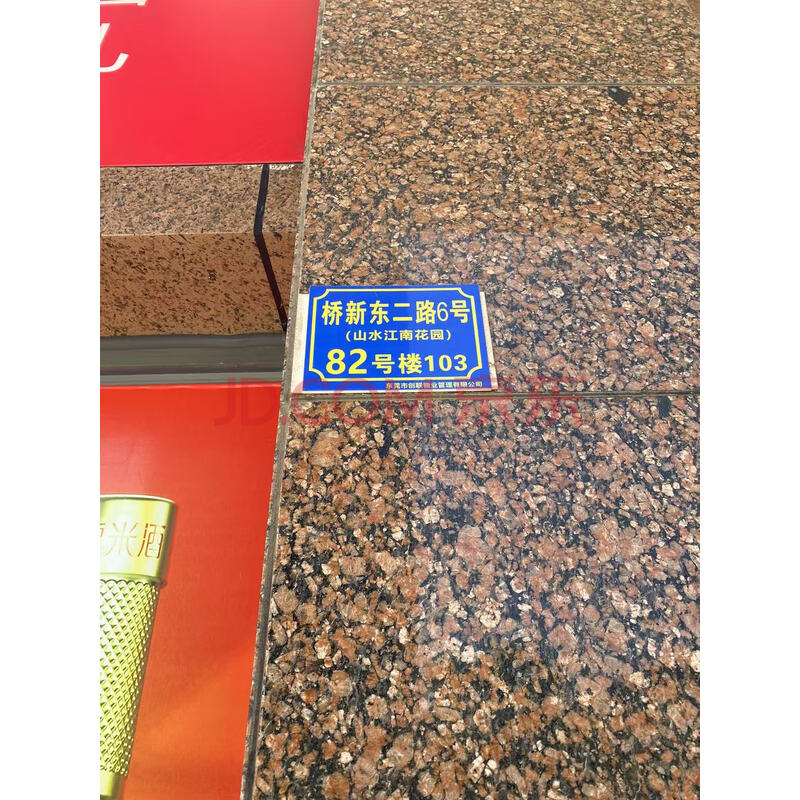 桥新东二路6号
(山水江南花园)
82号楼103
东莞市创联物业管理有限公司
JD.COM 京东
米酒